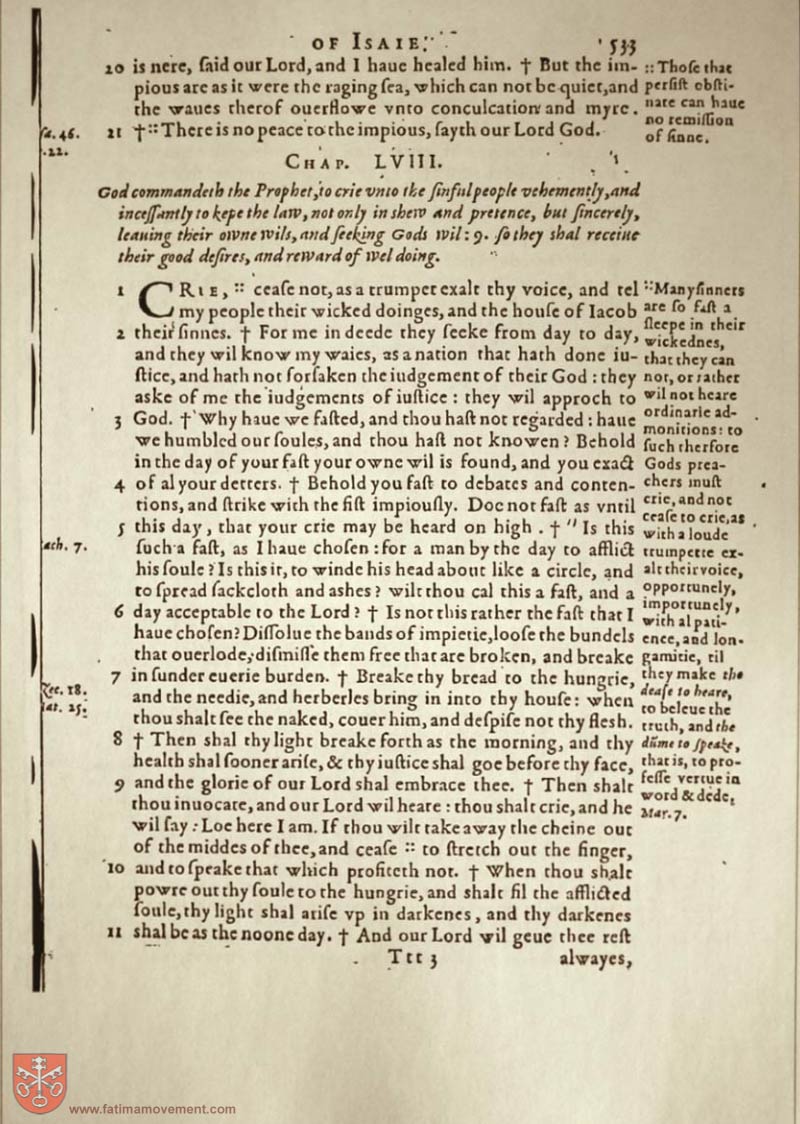 OF ISAIE. 533
20 is nere, ſaid our Lord, and I haue healed him. † But the im-
pious are as it were the raging ſea, which can not be quiet, and
the waues therof ouerflowe vnto conculcation and myre.
21 † :: There is no peace to the impious, ſayth our Lord God.
:: Thoſe that
perſiſt obſti-
nate can haue
no remiſſion
of ſinne.
46.
22.
CHAP. LVIII.
God commandeth the Prophet, to crie vnto the ſinful people vehemently, and
inceſſantly to kepe the law, not only in shew and pretence, but ſincerely,
leauing their owne wils, and ſeeking Gods wil: 9. ſo they shal receiue
their good deſires, and reward of wel doing.
1 CRIE, :: ceaſe not, as a trumpet exalt thy voice, and tel
my people their wicked doinges, and the houſe of Iacob
2 their ſinnes. † For me in deede they ſeeke from day to day,
and they wil know my waies, as a nation that hath done iu-
ſtice, and hath not forſaken the iudgement of their God: they
aske of me the iudgements of iuſtice: they wil approch to
3 God. † Why haue we faſted, and thou haſt not regarded: haue
we humbled our ſoules, and thou haſt not knowen? Behold
in the day of your faſt your owne wil is found, and you exact
4 of al your detters. † Behold you faſt to debates and conten-
tions, and ſtrike with the fiſt impiouſly. Doe not faſt as vntil
5 this day, that your crie may be heard on high. † " Is this
ſuch a faſt, as I haue choſen: for a man by the day to afflict
his ſoule? Is this it, to winde his head about like a circle, and
to ſpread ſackcloth and ashes? wilt thou cal this a faſt, and a
6 day acceptable to the Lord? † Is not this rather the faſt that I
haue choſen? Diſſolue the bands of impietie, looſe the bundels
that ouerlode, diſmiſſe them free that are broken, and breake
7 in ſunder euerie burden. † Breake thy bread to the hungrie,
and the needie, and herberles bring in into thy houſe: when
thou shalt ſee the naked, couer him, and deſpiſe not thy flesh.
8 † Then shal thy light breake forth as the morning, and thy
health shal ſooner ariſe, & thy iuſtice shal goe before thy face,
9 and the glorie of our Lord shal embrace thee. † Then shalt
thou inuocate, and our Lord wil heare: thou shalt crie, and he
wil ſay: Loe here I am. If thou wilt take away the cheine out
of the middes of thee, and ceaſe :: to ſtretch out the finger,
10 and to ſpeake that which profiteth not. † When thou shalt
powre out thy ſoule to the hungrie, and shalt fil the afflicted
ſoule, thy light shal ariſe vp in darkenes, and thy darkenes
11 shal be as the noone day. † And our Lord wil geue thee reſt
:: Many ſinners
are ſo faſt a
ſleepe in their
wickednes,
that they can
not, or rather
wil not heare
ordinarie ad-
monitions: to
ſuch therfore
Gods prea-
chers muſt
crie, and not
ceaſe to crie, as
with a loude
trumpette ex-
alt their voice,
opportunely,
importunely,
with al pati-
ence, and lon-
gamitie, til
they make the
deafe to heare,
to beleue the
truth, and the
dũme to ſpeake,
that is, to pro-
feſſe vertue in
word & dede,
Mar. 7.
7.
18.
25.
Ttt 3 alwayes,
www.fatimamovement.com